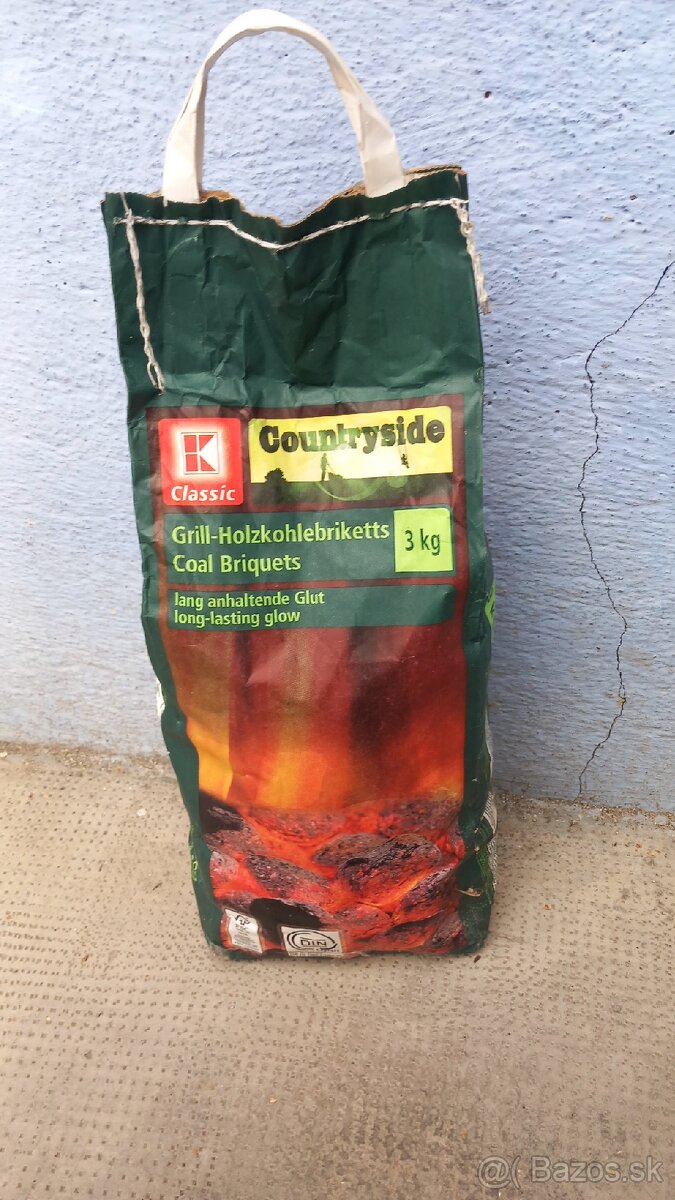 K
Classic
Countryside
Grill-Holzkohlebriketts
Coal Briquets
3 kg
lang anhaltende Glut
long-lasting glow
DIN
@( Bazos.sk